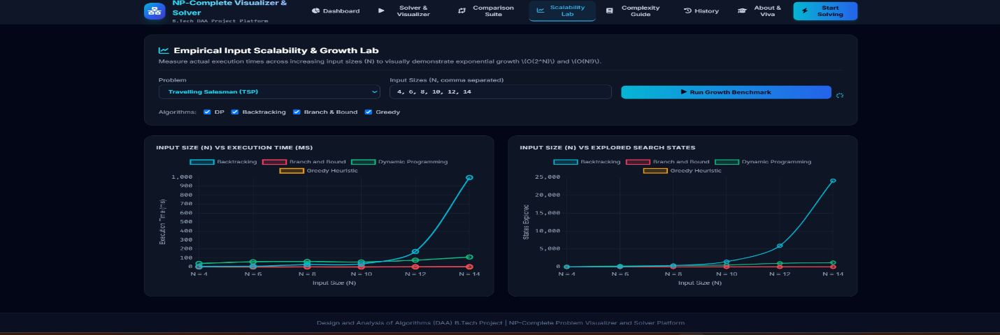 NP-Complete Visualizer &
Solver
B.Tech DAA Project Platform
Dashboard
Solver &
Visualizer
Comparison
Suite
Scalability
Lab
Complexity
Guide
History
About &
Viva
Start
Solving
Empirical Input Scalability & Growth Lab
Measure actual execution times across increasing input sizes (N) to visually demonstrate exponential growth \(O(2^N)\) and \(O(N!)\).
Problem
Input Sizes (N, comma separated)
Travelling Salesman (TSP)
4, 6, 8, 10, 12, 14
Run Growth Benchmark
Algorithms: DP Backtracking Branch & Bound Greedy
INPUT SIZE (N) VS EXECUTION TIME (MS)
Backtracking Branch and Bound Dynamic Programming
Greedy Heuristic
Execution Time (ms)
1,000
900
800
700
600
500
400
300
200
100
0
N = 4 N = 6 N = 8 N = 10 N = 12 N = 14
Input Size (N)
INPUT SIZE (N) VS EXPLORED SEARCH STATES
Backtracking Branch and Bound Dynamic Programming
Greedy Heuristic
States Explored
25,000
20,000
15,000
10,000
5,000
0
N = 4 N = 6 N = 8 N = 10 N = 12 N = 14
Input Size (N)
Design and Analysis of Algorithms (DAA) B.Tech Project | NP-Complete Problem Visualizer and Solver Platform